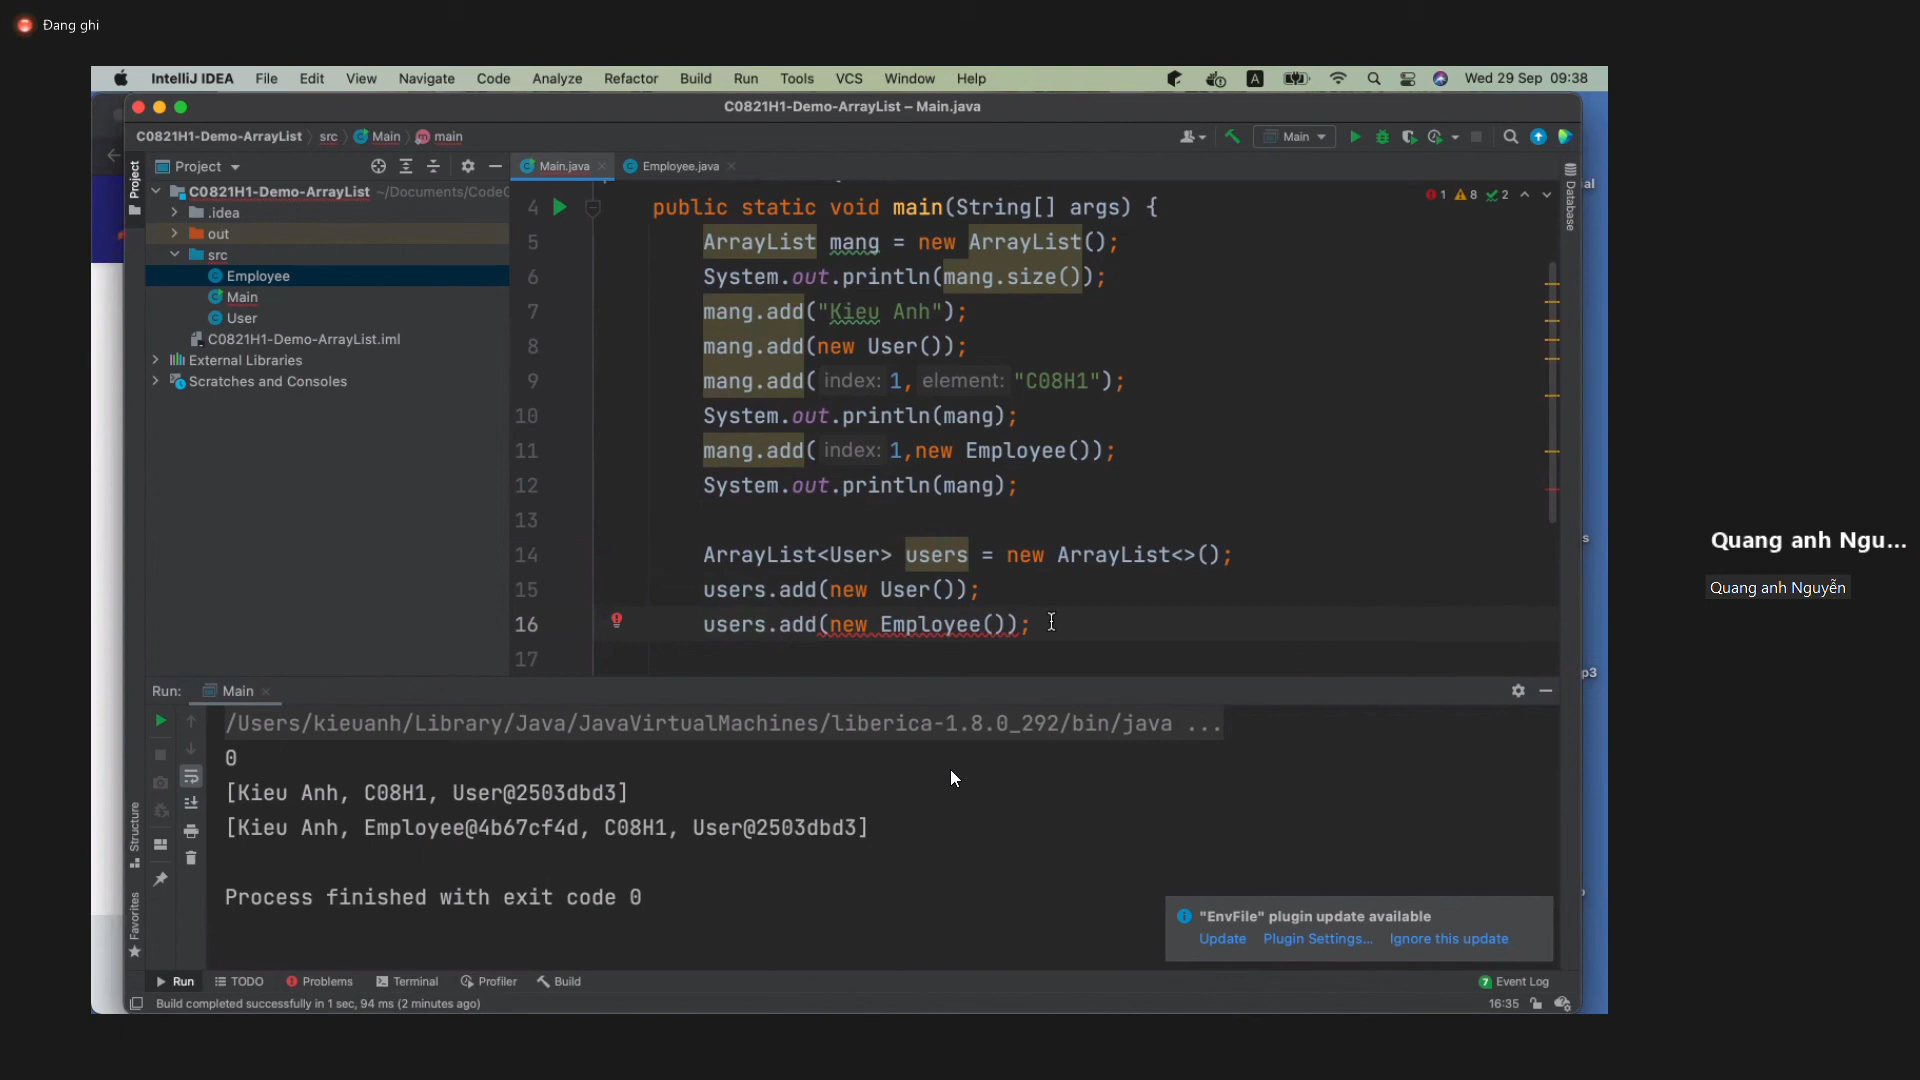 Đang ghi
IntelliJ IDEA File Edit View Navigate Code Analyze Refactor Build Run Tools VCS Window Help A Wed 29 Sep 09:38
C0821H1-Demo-ArrayList – Main.java
C0821H1-Demo-ArrayList src Main m main Main
Project Main.java Employee.java
Project
C0821H1-Demo-ArrayList ~/Documents/Code
.idea
out
src
Employee
Main
User
C0821H1-Demo-ArrayList.iml
External Libraries
Scratches and Consoles
1 8 2
Database
4 public static void main(String[] args) {
5 ArrayList mang = new ArrayList();
6 System.out.println(mang.size());
7 mang.add("Kieu Anh");
8 mang.add(new User());
9 mang.add( index: 1, element: "C08H1");
10 System.out.println(mang);
11 mang.add( index: 1,new Employee());
12 System.out.println(mang);
13
14 ArrayList<User> users = new ArrayList<>();
15 users.add(new User());
16 users.add(new Employee());
17
ial
s
p3
Quang anh Ngu...
Quang anh Nguyễn
Run: Main
/Users/kieuanh/Library/Java/JavaVirtualMachines/liberica-1.8.0_292/bin/java ...
0
[Kieu Anh, C08H1, User@2503dbd3]
[Kieu Anh, Employee@4b67cf4d, C08H1, User@2503dbd3]
Process finished with exit code 0
Structure
Favorites
"EnvFile" plugin update available
Update Plugin Settings... Ignore this update
Run TODO Problems Terminal Profiler Build 7 Event Log
Build completed successfully in 1 sec, 94 ms (2 minutes ago) 16:35